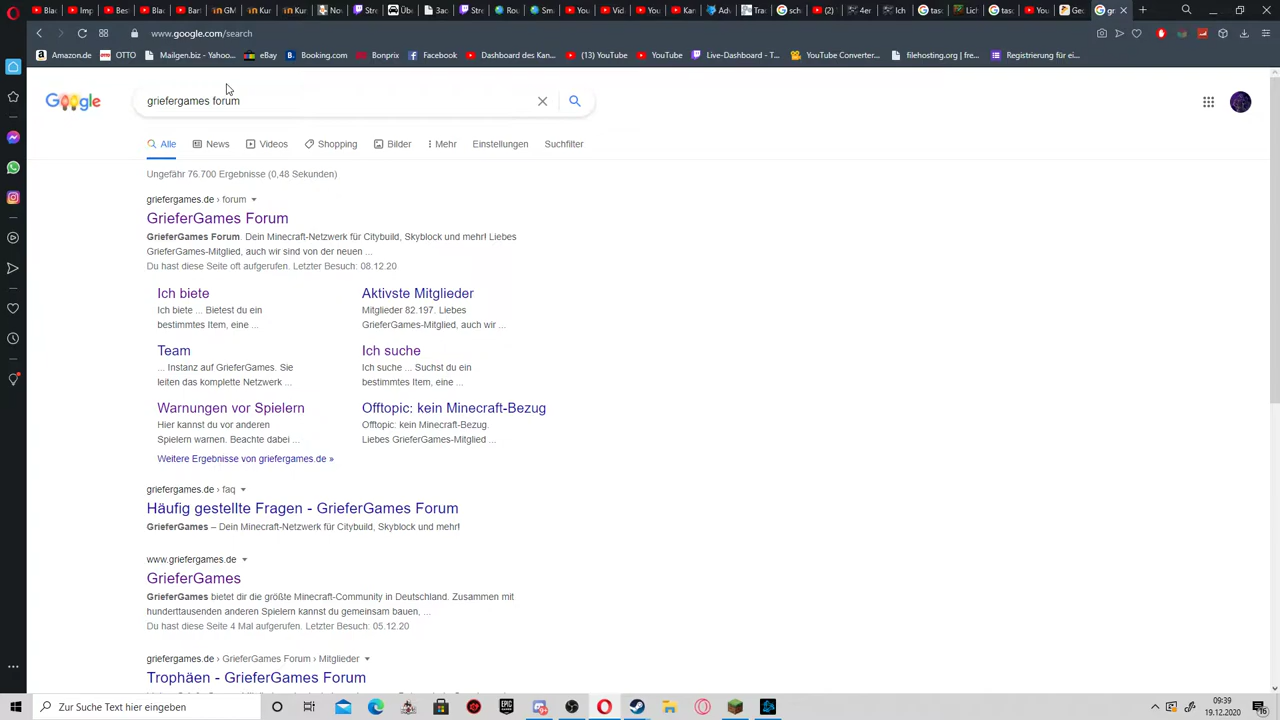 www.google.com/search
Amazon.de OTTO Mailgen.biz - Yahoo... eBay Booking.com Bonprix Facebook Dashboard des Kan... (13) YouTube Live-Dashboard - Tw... YouTube Converter... filehosting.org | fre... Registrierung für ei...
Google
griefergames forum
Alle News Videos Shopping Bilder Mehr Einstellungen Suchfilter
Ungefähr 76.700 Ergebnisse (0,48 Sekunden)
griefergames.de › forum
GrieferGames Forum
GrieferGames Forum. Dein Minecraft-Netzwerk für Citybuild, Skyblock und mehr! Liebes
GrieferGames-Mitglied, auch wir sind von der neuen ...
Du hast diese Seite oft aufgerufen. Letzter Besuch: 08.12.20
Ich biete
Ich biete ... Bietest du ein
bestimmtes Item, eine ...
Aktivste Mitglieder
Mitglieder 82.197. Liebes
GrieferGames-Mitglied, auch wir ...
Team
... Instanz auf GrieferGames. Sie
leiten das komplette Netzwerk ...
Ich suche
Ich suche ... Suchst du ein
bestimmtes Item, eine ...
Warnungen vor Spielern
Hier kannst du vor anderen
Spielern warnen. Beachte dabei ...
Offtopic: kein Minecraft-Bezug
Offtopic: kein Minecraft-Bezug.
Liebes GrieferGames-Mitglied ...
Weitere Ergebnisse von griefergames.de »
griefergames.de › faq
Häufig gestellte Fragen - GrieferGames Forum
GrieferGames – Dein Minecraft-Netzwerk für Citybuild, Skyblock und mehr!
www.griefergames.de
GrieferGames
GrieferGames bietet dir die größte Minecraft-Community in Deutschland. Zusammen mit
hunderttausenden anderen Spielern kannst du gemeinsam bauen, ...
Du hast diese Seite 4 Mal aufgerufen. Letzter Besuch: 05.12.20
griefergames.de › GrieferGames Forum › Mitglieder
Trophäen - GrieferGames Forum
Zur Suche Text hier eingeben
EPIC GAMES
09:39
19.12.2020
16